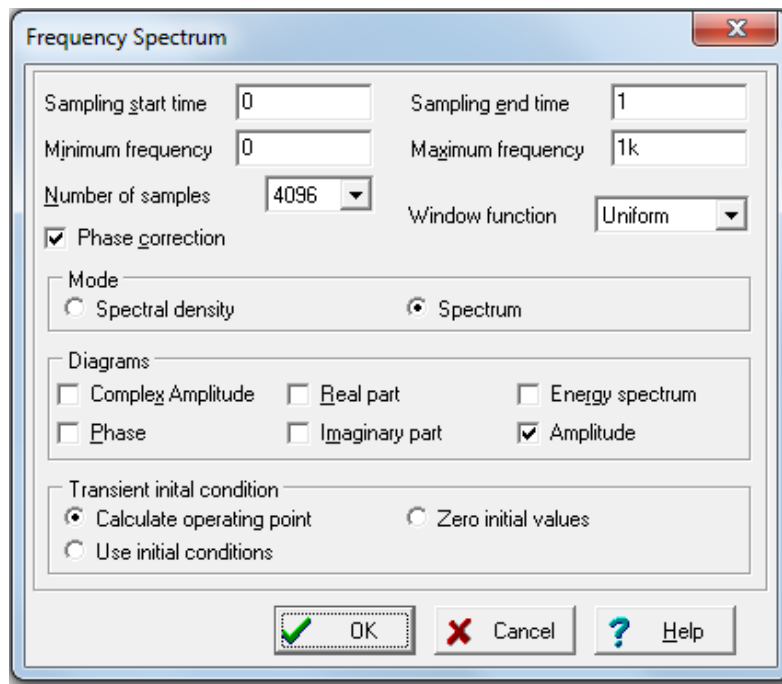 Frequency Spectrum
Sampling start time 0 Sampling end time 1
Minimum frequency 0 Maximum frequency 1k
Number of samples 4096
Window function Uniform
Phase correction
Mode
Spectral density Spectrum
Diagrams
Complex Amplitude Real part Energy spectrum
Phase Imaginary part Amplitude
Transient inital condition
Calculate operating point Zero initial values
Use initial conditions
OK Cancel ? Help